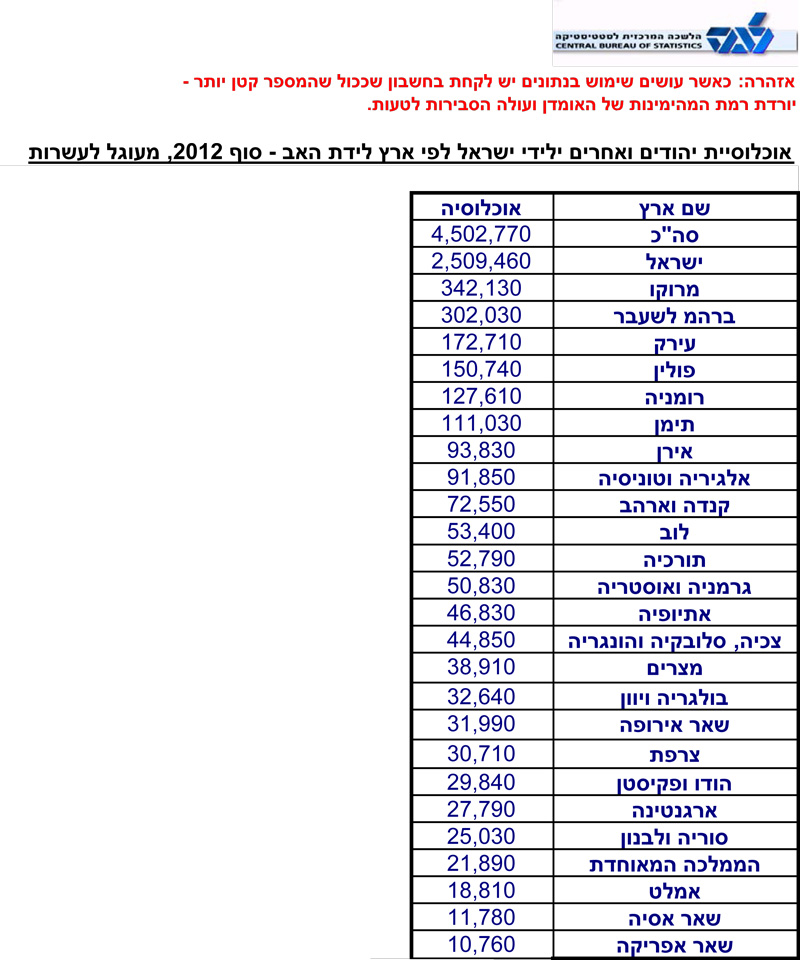 הלשכה המרכזית לסטטיסטיקה
CENTRAL BUREAU OF STATISTICS
אזהרה: כאשר עושים שימוש בנתונים יש לקחת בחשבון שככול שהמספר קטן יותר -
יורדת רמת המהימינות של האומדן ועולה הסבירות לטעות.
אוכלוסיית יהודים ואחרים ילידי ישראל לפי ארץ לידת האב - סוף 2012, מעוגל לעשרות
שם ארץ אוכלוסיה
סה"כ 4,502,770
ישראל 2,509,460
מרוקו 342,130
ברהמ לשעבר 302,030
עירק 172,710
פולין 150,740
רומניה 127,610
תימן 111,030
אירן 93,830
אלגיריה וטוניסיה 91,850
קנדה וארהב 72,550
לוב 53,400
תורכיה 52,790
גרמניה ואוסטריה 50,830
אתיופיה 46,830
צכיה, סלובקיה והונגריה 44,850
מצרים 38,910
בולגריה ויוון 32,640
שאר אירופה 31,990
צרפת 30,710
הודו ופקיסטן 29,840
ארגנטינה 27,790
סוריה ולבנון 25,030
הממלכה המאוחדת 21,890
אמלט 18,810
שאר אסיה 11,780
שאר אפריקה 10,760